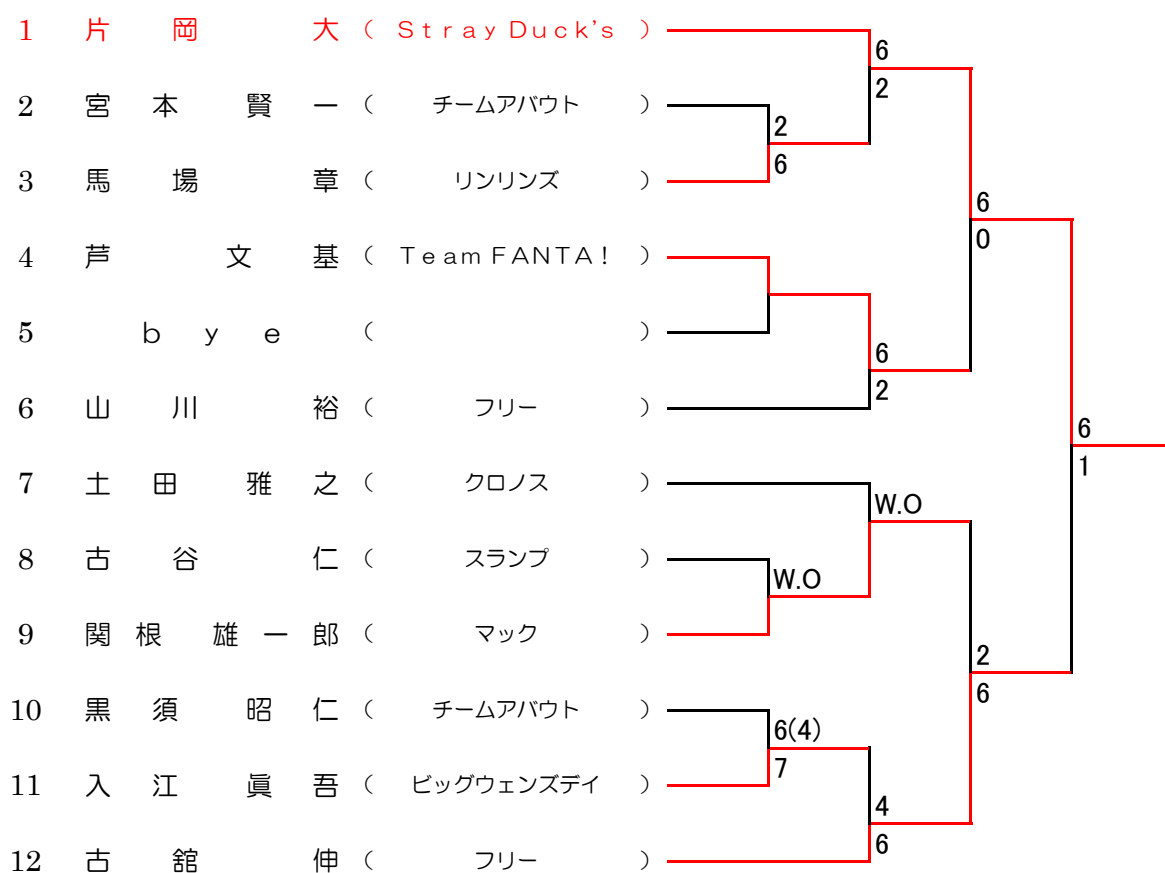 1 片岡 大 ( Stray Duck's )
6
2
2 宮本 賢一 ( チームアバウト )
2
6
3 馬場 章 ( リンリンズ )
6
0
4 芦 文基 ( Team FANTA! )
5 bye ( )
6
2
6 山川 裕 ( フリー )
6
1
7 土田 雅之 ( クロノス )
W.O
8 古谷 仁 ( スランプ )
W.O
9 関根 雄一郎 ( マック )
2
6
10 黒須 昭仁 ( チームアバウト )
6(4)
7
11 入江 眞吾 ( ビッグウェンズデイ )
4
6
12 古舘 伸 ( フリー )